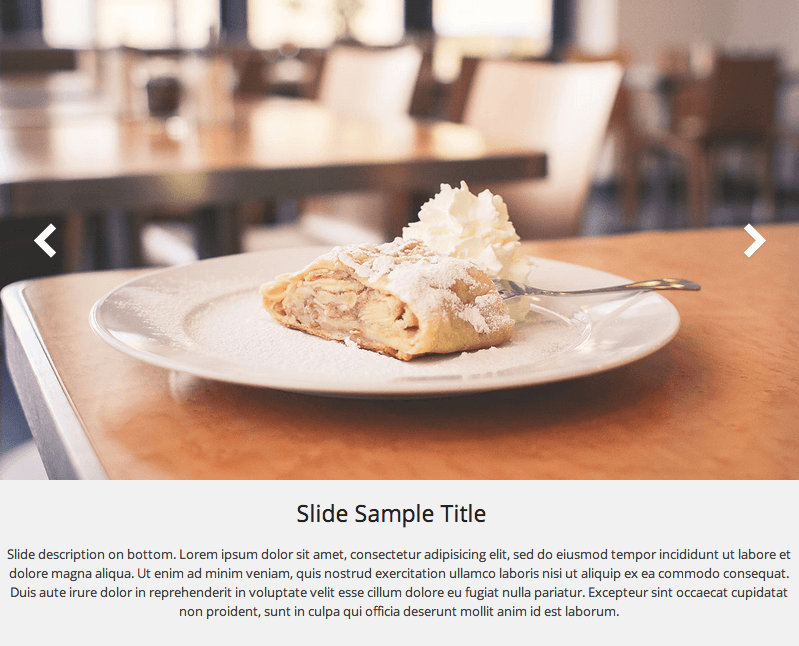 Slide Sample Title
Slide description on bottom. Lorem ipsum dolor sit amet, consectetur adipisicing elit, sed do eiusmod tempor incididunt ut labore et
dolore magna aliqua. Ut enim ad minim veniam, quis nostrud exercitation ullamco laboris nisi ut aliquip ex ea commodo consequat.
Duis aute irure dolor in reprehenderit in voluptate velit esse cillum dolore eu fugiat nulla pariatur. Excepteur sint occaecat cupidatat
non proident, sunt in culpa qui officia deserunt mollit anim id est laborum.